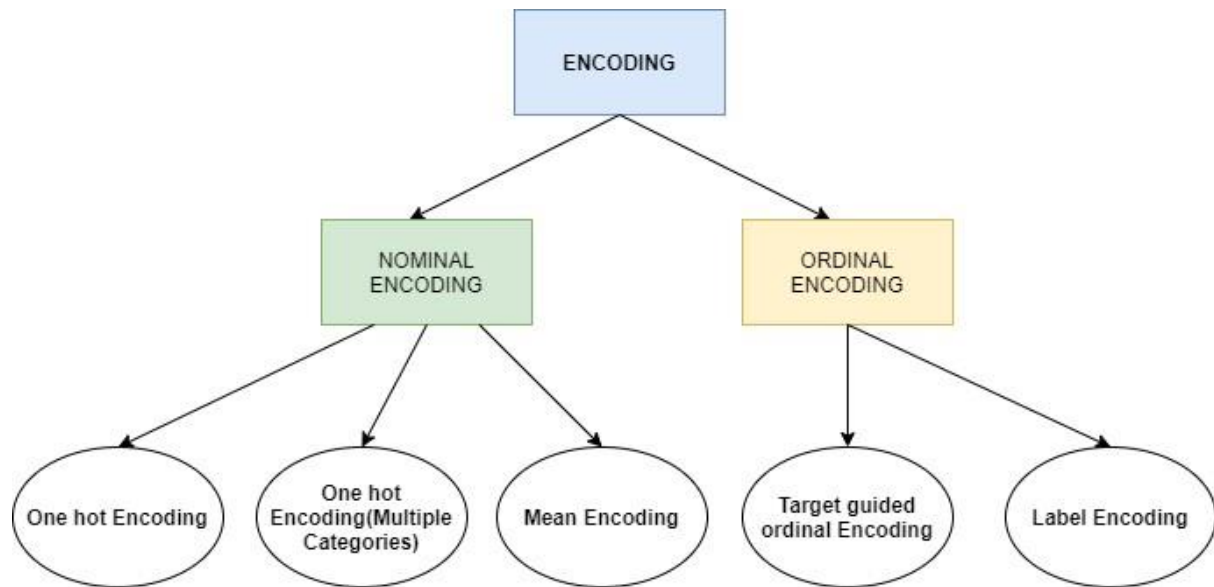 ENCODING
NOMINAL
ENCODING
ORDINAL
ENCODING
One hot Encoding
One hot
Encoding(Multiple
Categories)
Mean Encoding
Target guided
ordinal Encoding
Label Encoding